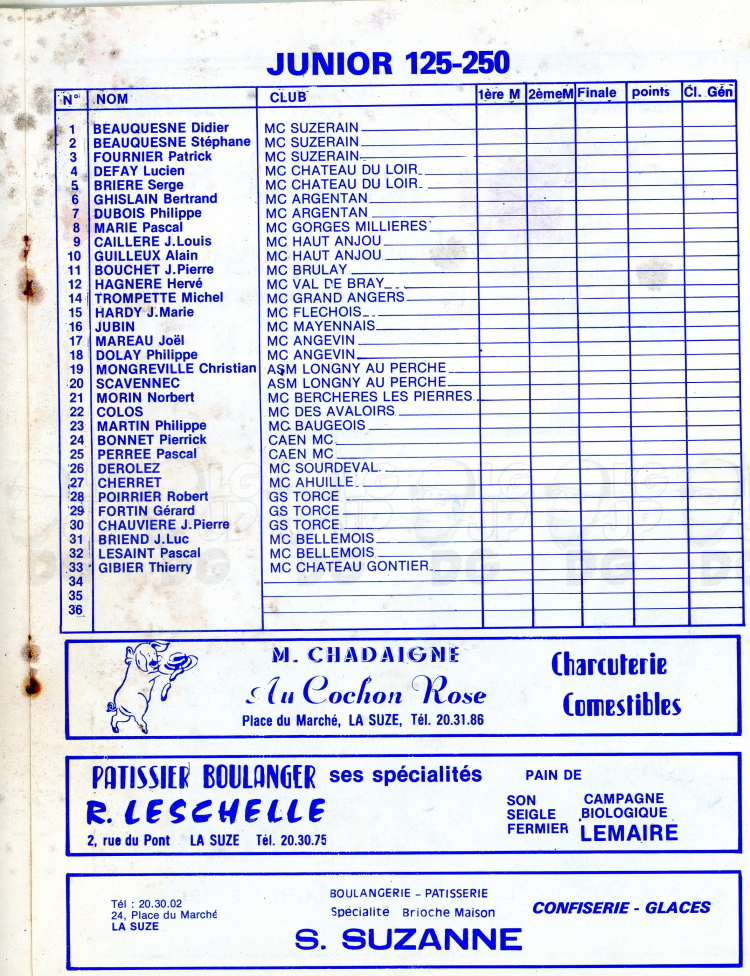 JUNIOR 125-250
N° NOM CLUB 1ère M 2èmeM Finale points Cl. Gén
1 BEAUQUESNE Didier MC SUZERAIN
2 BEAUQUESNE Stéphane MC SUZERAIN
3 FOURNIER Patrick MC SUZERAIN
4 DEFAY Lucien MC CHATEAU DU LOIR
5 BRIERE Serge MC CHATEAU DU LOIR
6 GHISLAIN Bertrand MC ARGENTAN
7 DUBOIS Philippe MC ARGENTAN
8 MARIE Pascal MC GORGES MILLIERES
9 CAILLERE J.Louis MC HAUT ANJOU
10 GUILLEUX Alain MC HAUT ANJOU
11 BOUCHET J.Pierre MC BRULAY
12 HAGNERE Hervé MC VAL DE BRAY
14 TROMPETTE Michel MC GRAND ANGERS
15 HARDY J.Marie MC FLECHOIS
16 JUBIN MC MAYENNAIS
17 MAREAU Joël MC ANGEVIN
18 DOLAY Philippe MC ANGEVIN
19 MONGREVILLE Christian ASM LONGNY AU PERCHE
20 SCAVENNEC ASM LONGNY AU PERCHE
21 MORIN Norbert MC BERCHERES LES PIERRES
22 COLOS MC DES AVALOIRS
23 MARTIN Philippe MC BAUGEOIS
24 BONNET Pierrick CAEN MC
25 PERREE Pascal CAEN MC
26 DEROLEZ MC SOURDEVAL
27 CHERRET MC AHUILLE
28 POIRRIER Robert GS TORCE
29 FORTIN Gérard GS TORCE
30 CHAUVIERE J.Pierre GS TORCE
31 BRIEND J.Luc MC BELLEMOIS
32 LESAINT Pascal MC BELLEMOIS
33 GIBIER Thierry MC CHATEAU GONTIER
34
35
36
M. CHADAIGNE
Au Cochon Rose
Place du Marché, LA SUZE, Tél. 20.31.86
Charcuterie
Comestibles
PATISSIER BOULANGER ses spécialités
R. LESCHELLE
2, rue du Pont LA SUZE Tél. 20.30.75
PAIN DE
SON CAMPAGNE
SEIGLE BIOLOGIQUE
FERMIER LEMAIRE
Tél : 20.30.02
24, Place du Marché
LA SUZE
BOULANGERIE - PATISSERIE
Spécialite Brioche Maison
S. SUZANNE
CONFISERIE - GLACES